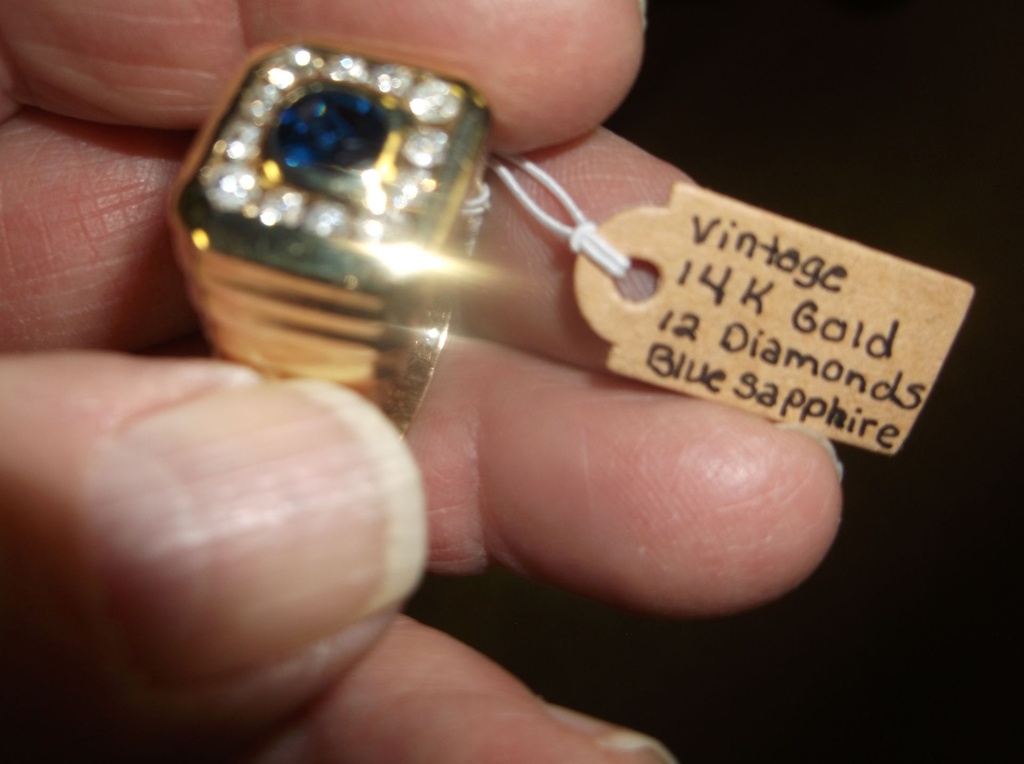 Vintage
14K Gold
12 Diamonds
Blue Sapphire